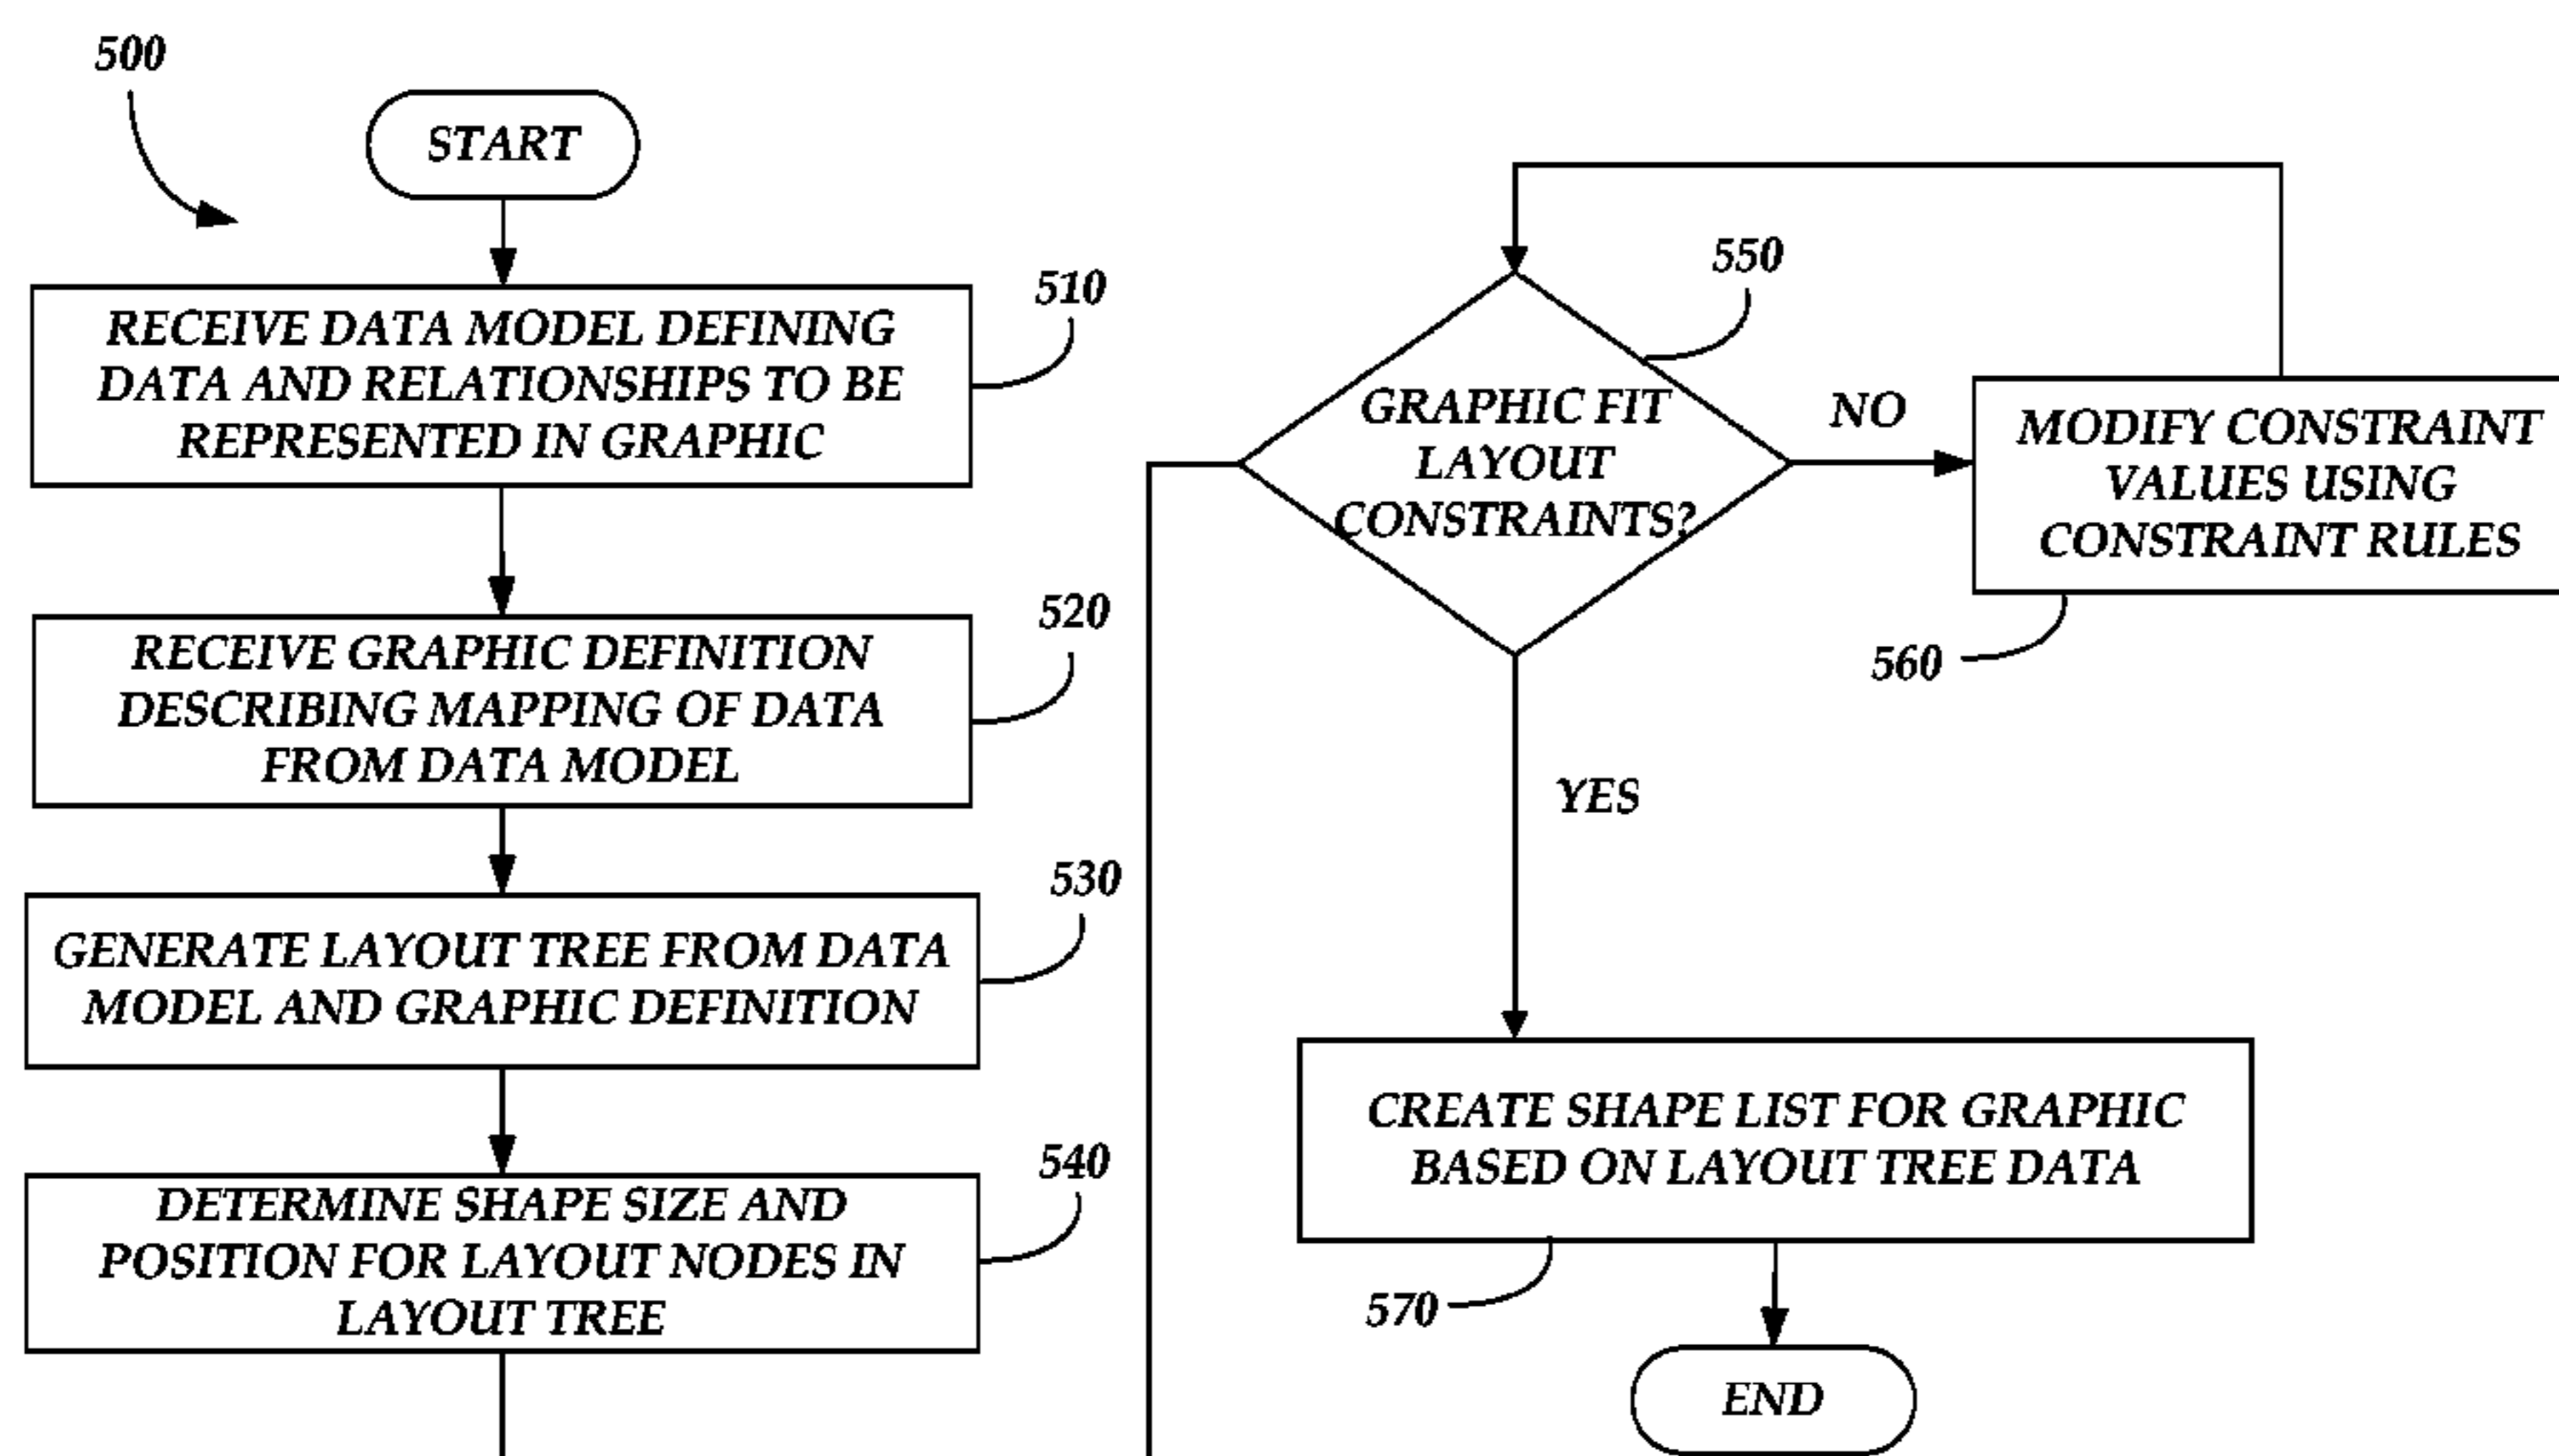 500
START
RECEIVE DATA MODEL DEFINING
DATA AND RELATIONSHIPS TO BE
REPRESENTED IN GRAPHIC
510
RECEIVE GRAPHIC DEFINITION
DESCRIBING MAPPING OF DATA
FROM DATA MODEL
520
GENERATE LAYOUT TREE FROM DATA
MODEL AND GRAPHIC DEFINITION
530
DETERMINE SHAPE SIZE AND
POSITION FOR LAYOUT NODES IN
LAYOUT TREE
540
GRAPHIC FIT
LAYOUT
CONSTRAINTS?
550
NO
MODIFY CONSTRAINT
VALUES USING
CONSTRAINT RULES
560
YES
CREATE SHAPE LIST FOR GRAPHIC
BASED ON LAYOUT TREE DATA
570
END